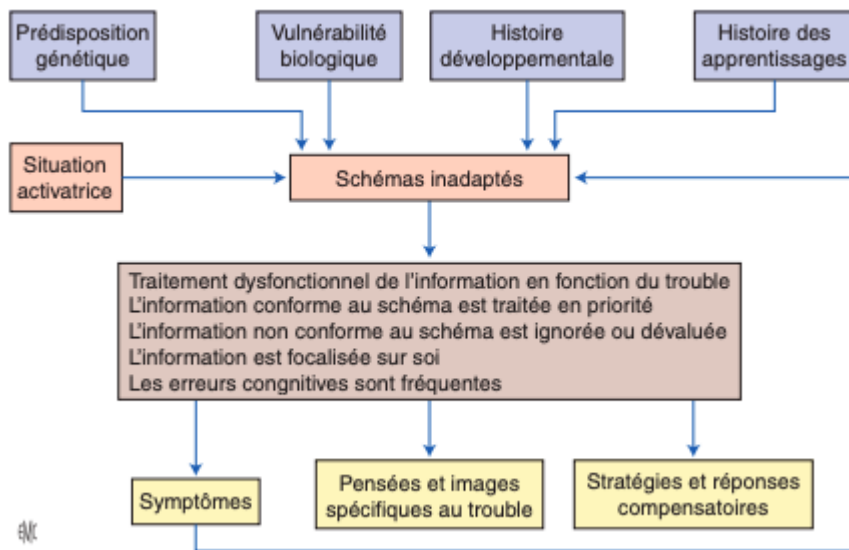 Prédisposition
génétique
Vulnérabilité
biologique
Histoire
développementale
Histoire des
apprentissages
Situation
activatrice
Schémas inadaptés
Traitement dysfonctionnel de l'information en fonction du trouble
L'information conforme au schéma est traitée en priorité
L'information non conforme au schéma est ignorée ou dévaluée
L'information est focalisée sur soi
Les erreurs congnitives sont fréquentes
Symptômes
Pensées et images
spécifiques au trouble
Stratégies et réponses
compensatoires
EMC